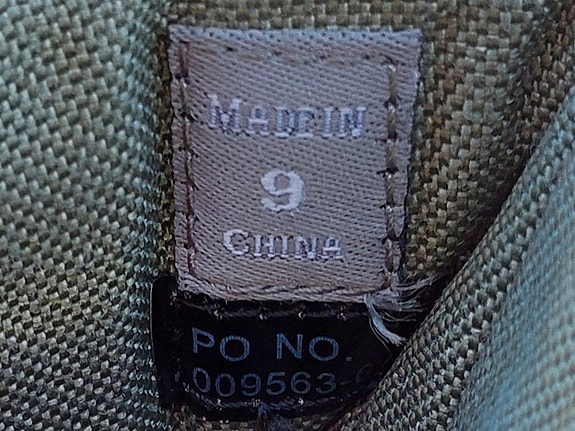 MADE IN
9
CHINA
PO NO.
009563-